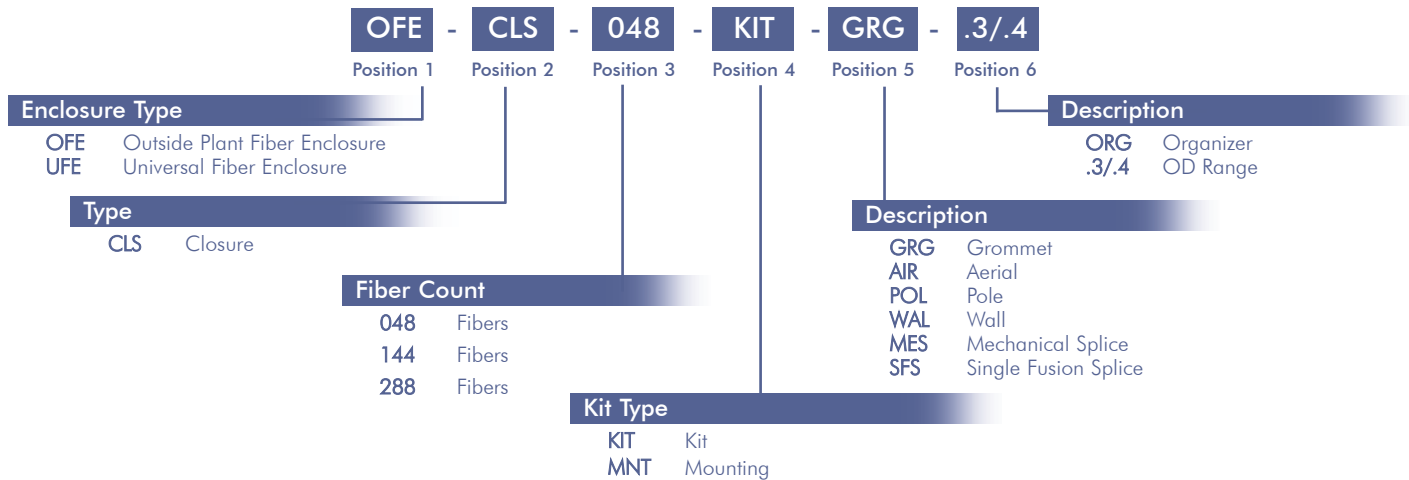 OFE - CLS - 048 - KIT - GRG - .3/.4
Position 1 Position 2 Position 3 Position 4 Position 5 Position 6
Enclosure Type
OFE Outside Plant Fiber Enclosure
UFE Universal Fiber Enclosure
Type
CLS Closure
Fiber Count
048 Fibers
144 Fibers
288 Fibers
Kit Type
KIT Kit
MNT Mounting
Description
GRG Grommet
AIR Aerial
POL Pole
WAL Wall
MES Mechanical Splice
SFS Single Fusion Splice
Description
ORG Organizer
.3/.4 OD Range